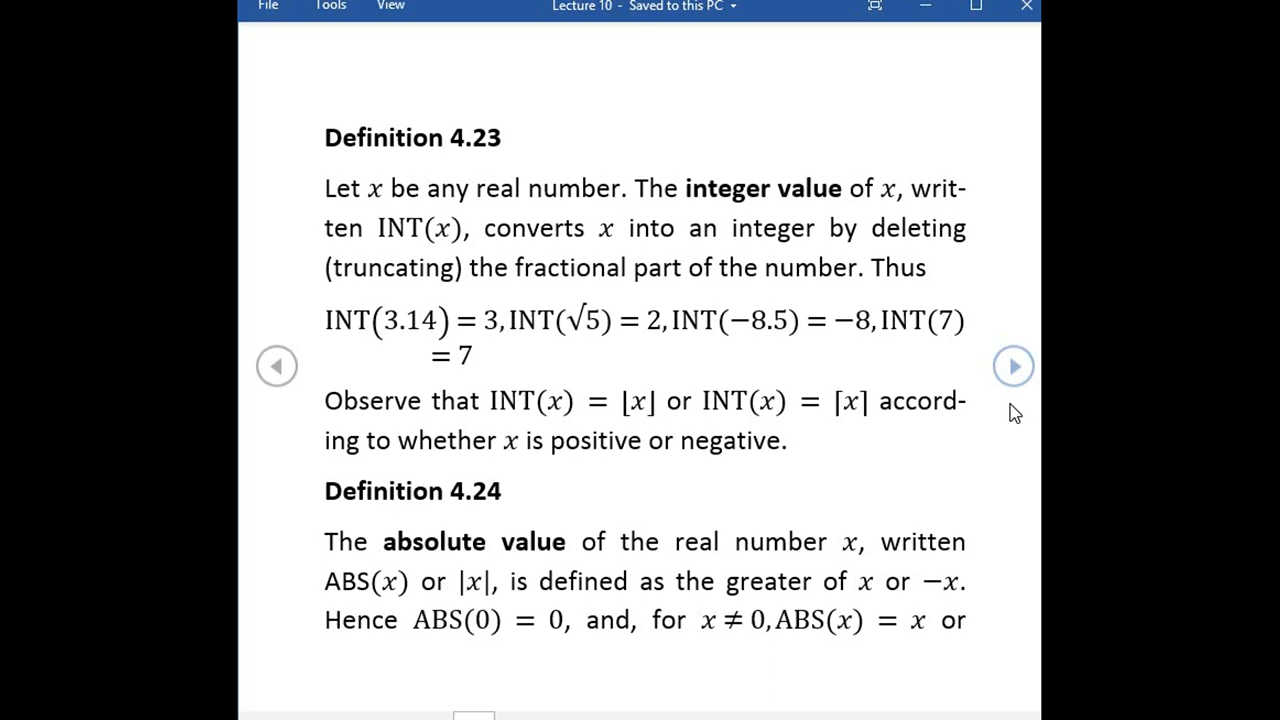 File Tools View Lecture 10 - Saved to this PC
Definition 4.23
Let x be any real number. The integer value of x, writ-
ten INT(x), converts x into an integer by deleting
(truncating) the fractional part of the number. Thus
INT(3.14) = 3, INT(√5) = 2, INT(−8.5) = −8, INT(7)
= 7
Observe that INT(x) = ⌊x⌋ or INT(x) = ⌈x⌉ accord-
ing to whether x is positive or negative.
Definition 4.24
The absolute value of the real number x, written
ABS(x) or |x|, is defined as the greater of x or −x.
Hence ABS(0) = 0, and, for x ≠ 0, ABS(x) = x or